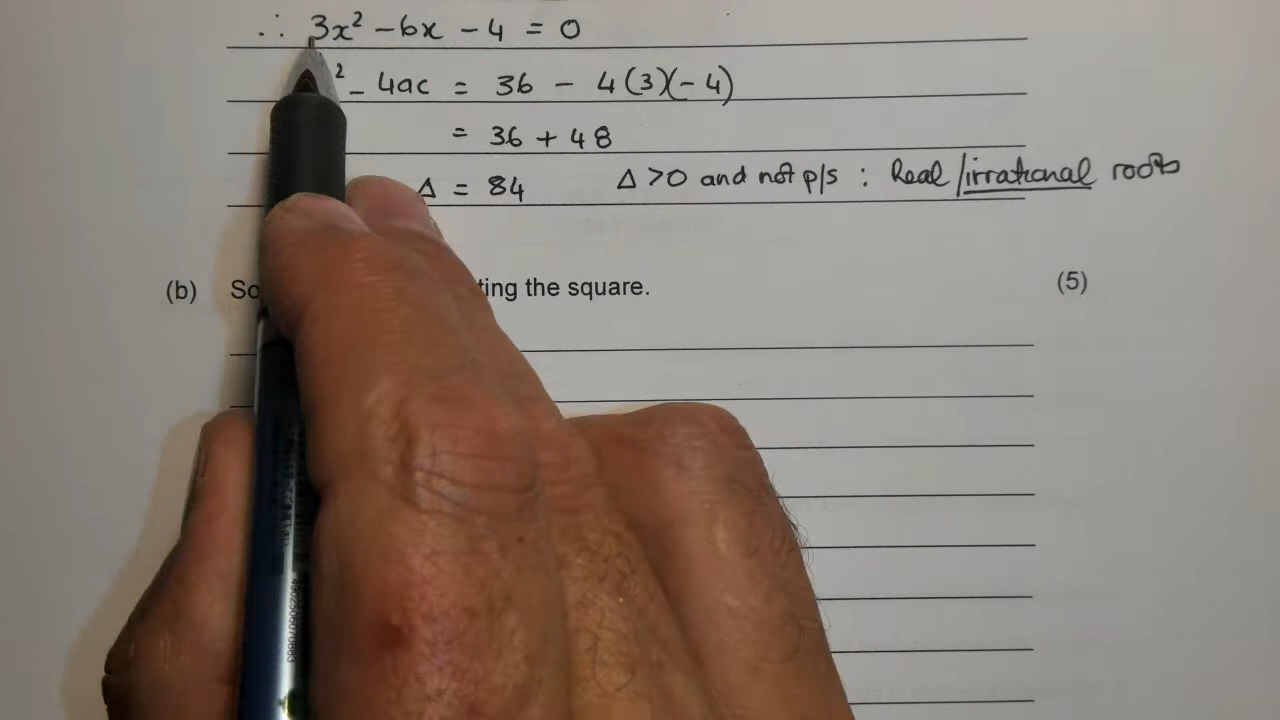 ∴ 3x² - 6x - 4 = 0
² - 4ac = 36 - 4(3)(-4)
= 36 + 48
Δ = 84 Δ > 0 and not p/s : Real/irrational roots
(b) ting the square. (5)